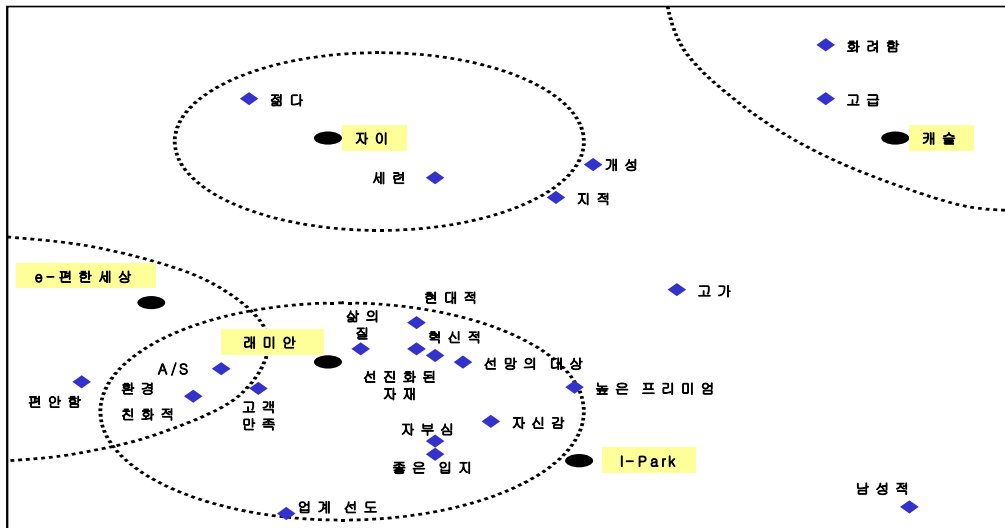 화려함
젊다
고급
자이
캐슬
개성
세련
지적
e-편한세상
고가
현대적
삶의
질
혁신적
래미안
A/S
선망의 대상
선진화된
자재
환경
친화적
편안함
높은 프리미엄
고객
만족
자신감
자부심
좋은 입지
I-Park
남성적
업계 선도